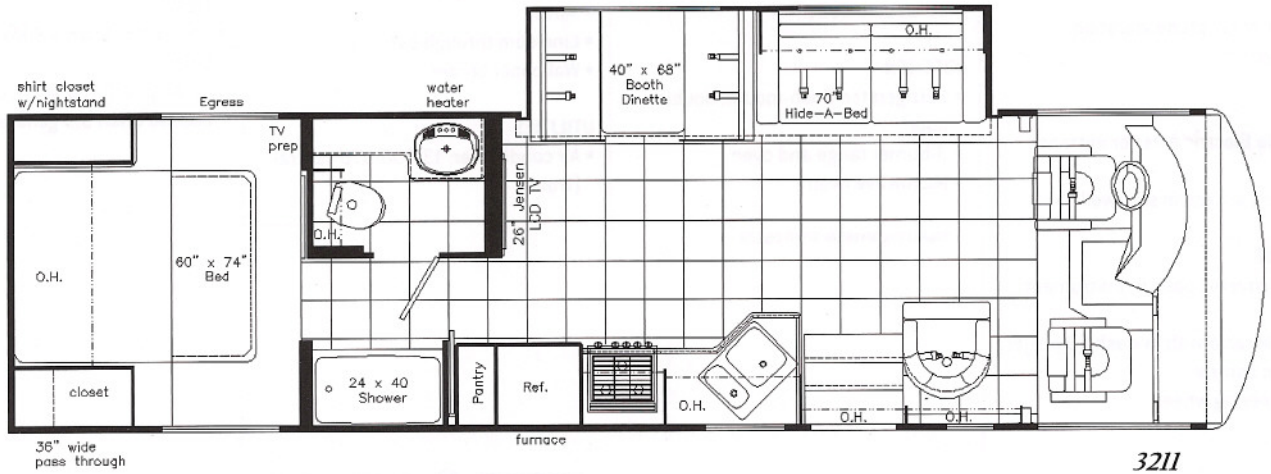 O.H.
40" x 68"
Booth
Dinette
70"
Hide-A-Bed
shirt closet
w/nightstand
Egress
water
heater
TV
prep
26" Jensen
LCD TV
O.H.
O.H.
60" x 74"
Bed
closet
24 x 40
Shower
Pantry
Ref.
O.H.
O.H.
O.H.
furnace
36" wide
pass through
3211